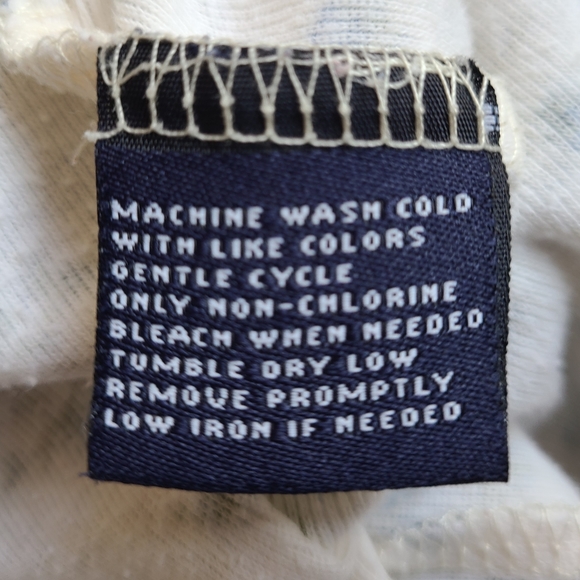 MACHINE WASH COLD
WITH LIKE COLORS
GENTLE CYCLE
ONLY NON-CHLORINE
BLEACH WHEN NEEDED
TUMBLE DRY LOW
REMOVE PROMPTLY
LOW IRON IF NEEDED